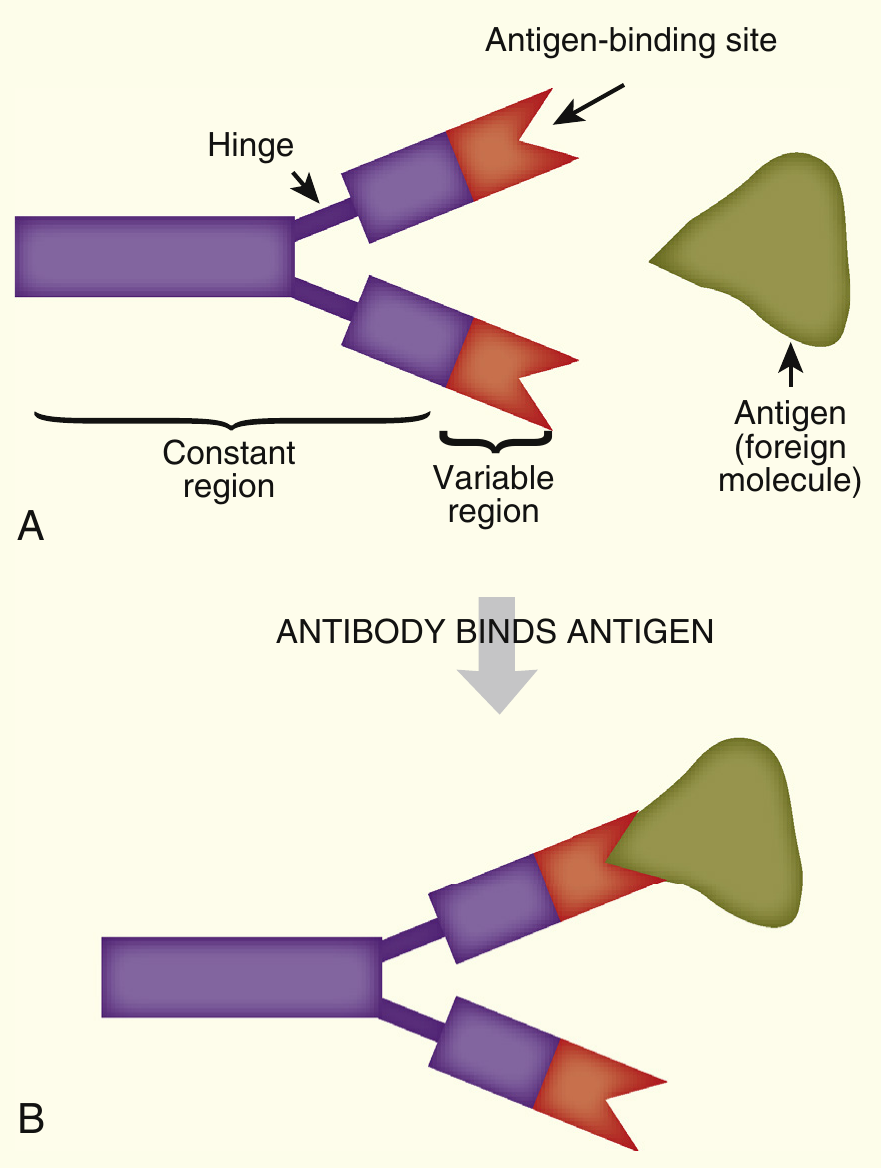 Antigen-binding site
Hinge
Antigen
(foreign
molecule)
Constant
region
Variable
region
A
ANTIBODY BINDS ANTIGEN
B